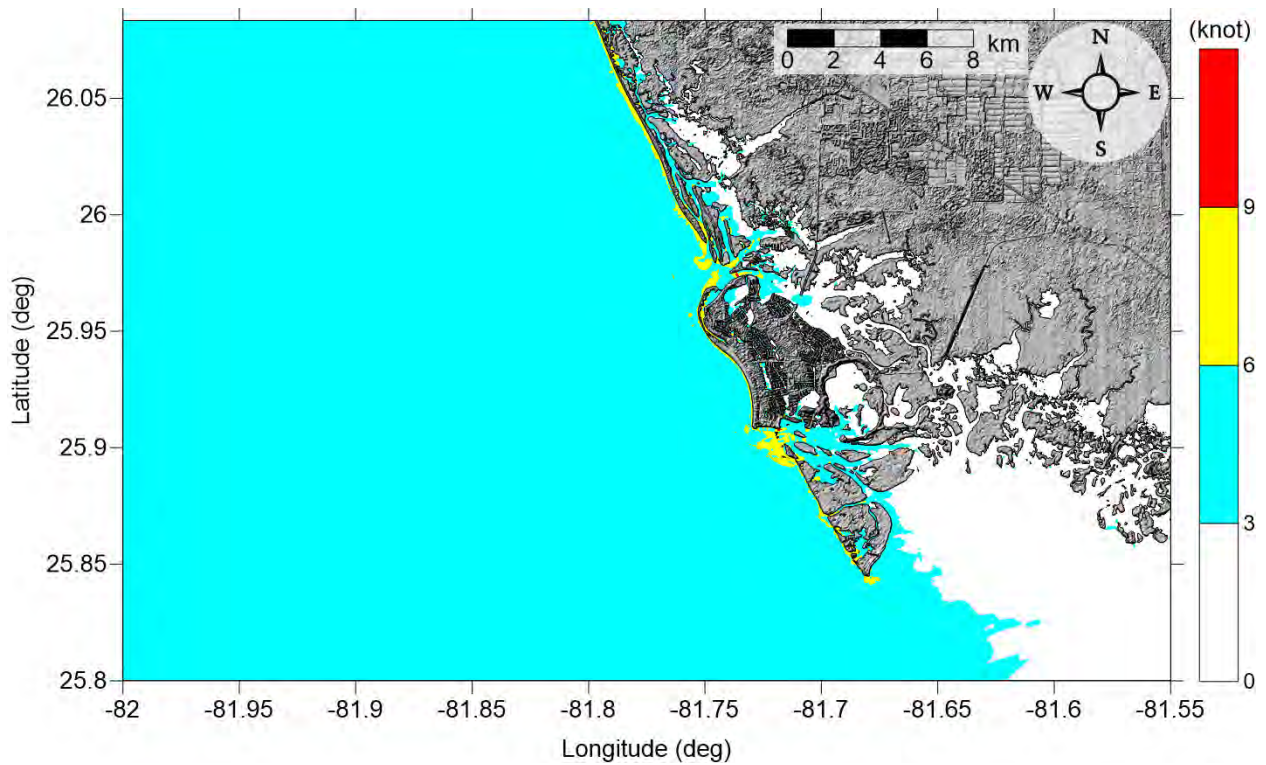 (knot)
km
0 2 4 6 8
N
W E
S
9
6
3
0
26.05
26
25.95
25.9
25.85
25.8
Latitude (deg)
-82 -81.95 -81.9 -81.85 -81.8 -81.75 -81.7 -81.65 -81.6 -81.55
Longitude (deg)